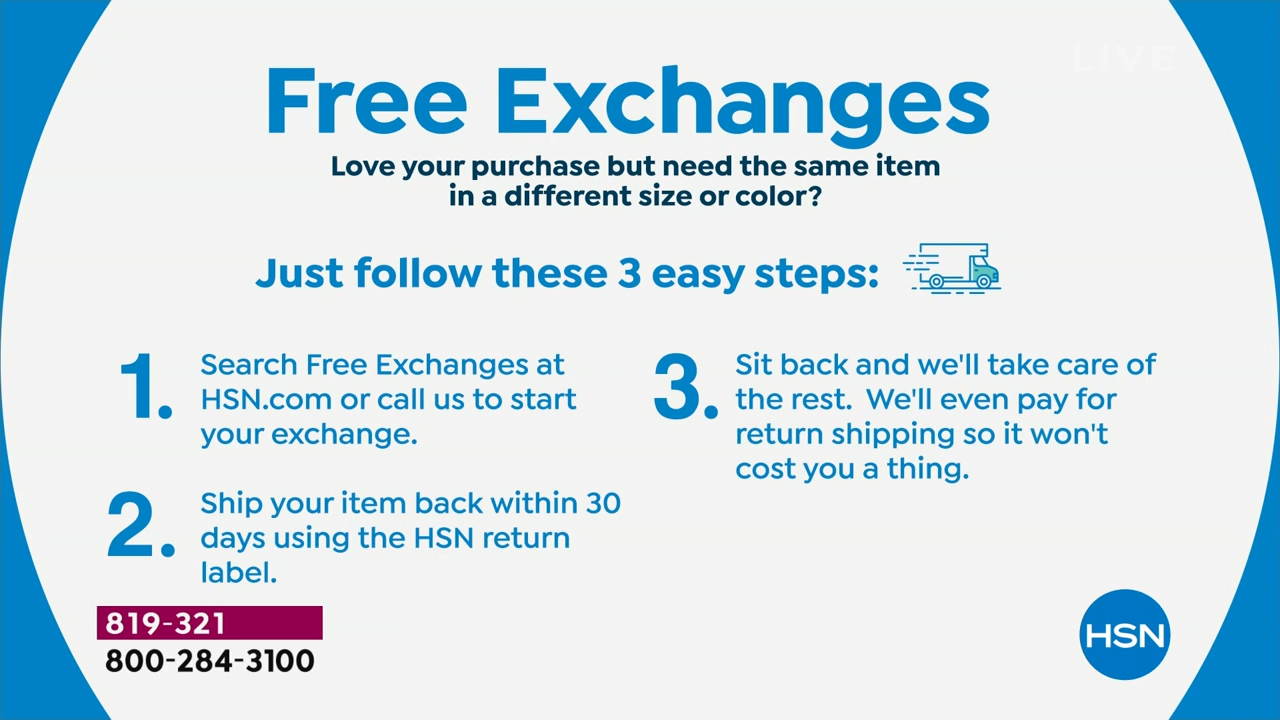 LIVE
Free Exchanges
Love your purchase but need the same item
in a different size or color?
Just follow these 3 easy steps:
1. Search Free Exchanges at
HSN.com or call us to start
your exchange.
2. Ship your item back within 30
days using the HSN return
label.
3. Sit back and we'll take care of
the rest.  We'll even pay for
return shipping so it won't
cost you a thing.
819-321
800-284-3100
HSN